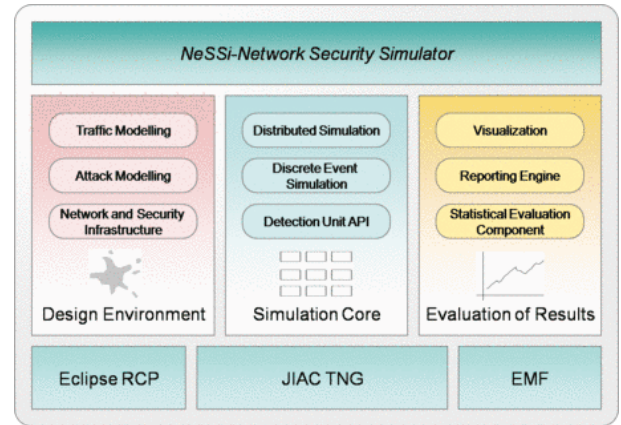 NeSSi-Network Security Simulator
Traffic Modelling
Attack Modelling
Network and Security
Infrastructure
Design Environment
Distributed Simulation
Discrete Event
Simulation
Detection Unit API
Simulation Core
Visualization
Reporting Engine
Statistical Evaluation
Component
Evaluation of Results
Eclipse RCP
JIAC TNG
EMF